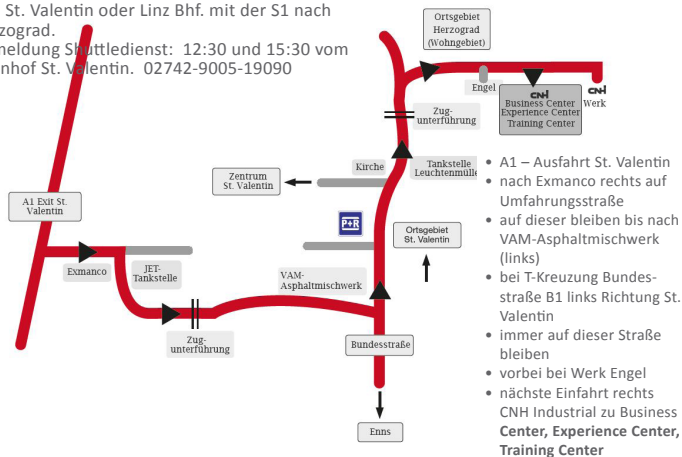 St. Valentin oder Linz Bhf. mit der S1 nach
zograd.
meldung Shuttledienst: 12:30 und 15:30 vom
nhof St. Valentin. 02742-9005-19090
Ortsgebiet
Herzograd
(Wohngebiet)
Engel
CNH
Business Center
Experience Center
Training Center
CNH
Werk
Zug-
unterführung
Kirche
Tankstelle
Leuchtenmülle
Zentrum
St. Valentin
A1 Exit St.
Valentin
P+R
Ortsgebiet
St. Valentin
Exmanco
JET-
Tankstelle
VAM-
Asphaltmischwerk
Zug-
unterführung
Bundesstraße
Enns
• A1 – Ausfahrt St. Valentin
• nach Exmanco rechts auf
Umfahrungsstraße
• auf dieser bleiben bis nach
VAM-Asphaltmischwerk
(links)
• bei T-Kreuzung Bundes-
straße B1 links Richtung St.
Valentin
• immer auf dieser Straße
bleiben
• vorbei bei Werk Engel
• nächste Einfahrt rechts
CNH Industrial zu Business
Center, Experience Center,
Training Center